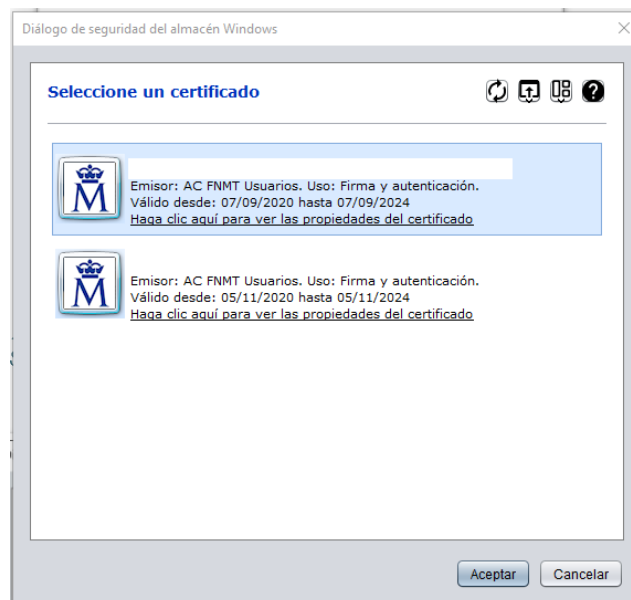 Diálogo de seguridad del almacén Windows
Seleccione un certificado
Emisor: AC FNMT Usuarios. Uso: Firma y autenticación.
Válido desde: 07/09/2020 hasta 07/09/2024
Haga clic aquí para ver las propiedades del certificado
Emisor: AC FNMT Usuarios. Uso: Firma y autenticación.
Válido desde: 05/11/2020 hasta 05/11/2024
Haga clic aquí para ver las propiedades del certificado
Aceptar
Cancelar